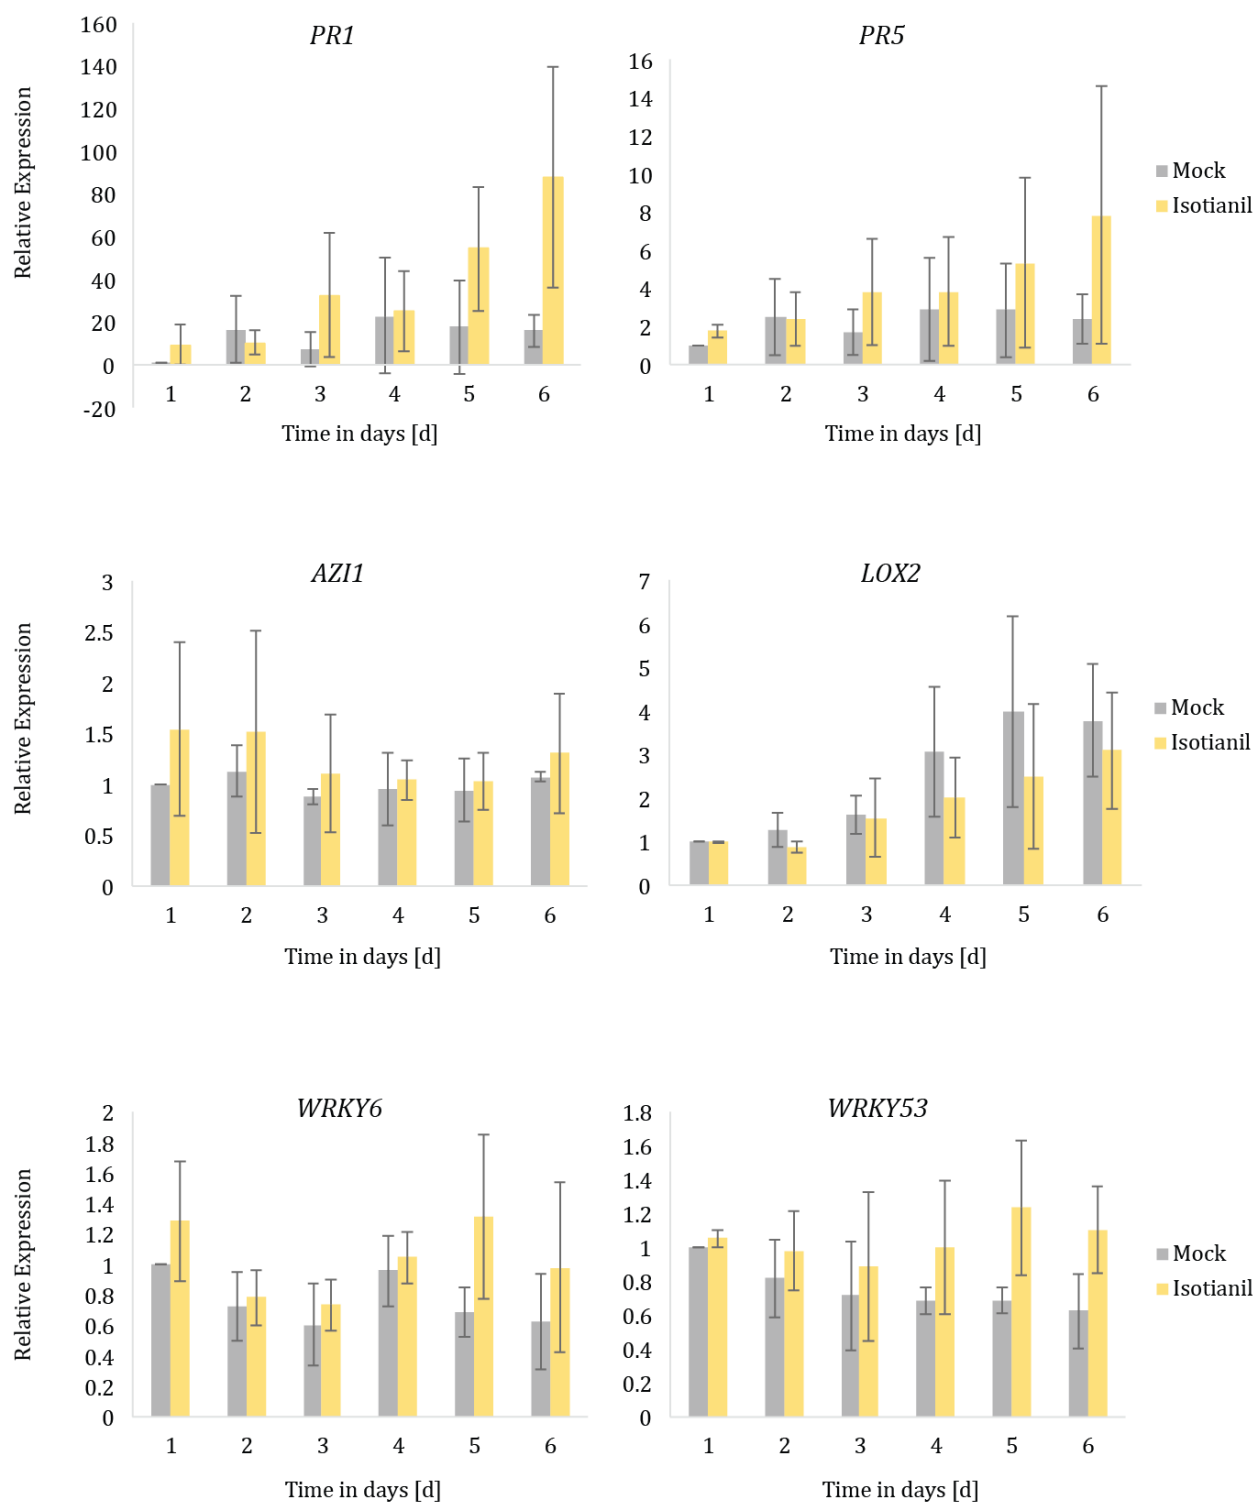 PR1
Relative Expression
160
140
120
100
80
60
40
20
0
-20
1 2 3 4 5 6
Time in days [d]
PR5
16
14
12
10
8
6
4
2
0
1 2 3 4 5 6
Time in days [d]
Mock
Isotianil
AZI1
Relative Expression
3
2.5
2
1.5
1
0.5
0
1 2 3 4 5 6
Time in days [d]
LOX2
7
6
5
4
3
2
1
0
1 2 3 4 5 6
Time in days [d]
Mock
Isotianil
WRKY6
Relative Expression
2
1.8
1.6
1.4
1.2
1
0.8
0.6
0.4
0.2
0
1 2 3 4 5 6
Time in days [d]
WRKY53
1.8
1.6
1.4
1.2
1
0.8
0.6
0.4
0.2
0
1 2 3 4 5 6
Time in days [d]
Mock
Isotianil